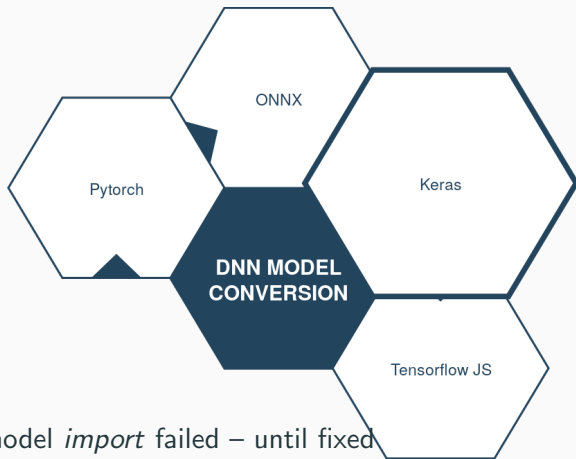 ONNX
Pytorch
Keras
DNN MODEL
CONVERSION
Tensorflow JS
import failed – until fixed